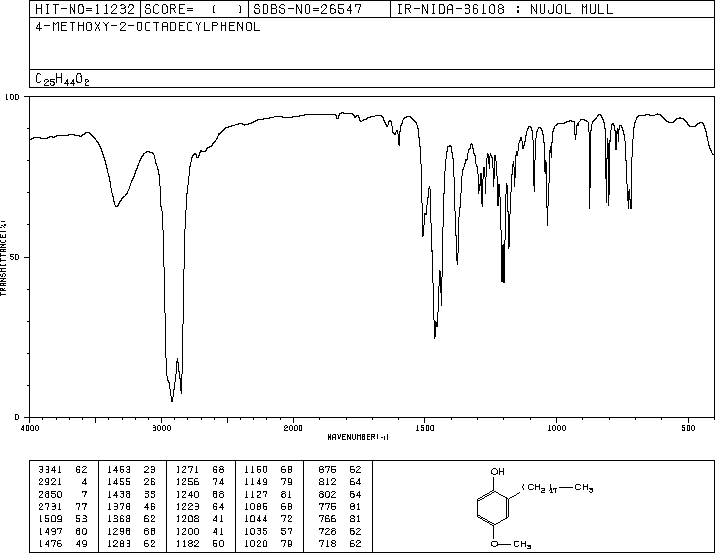 HIT-NO=11232 SCORE= ( ) SDBS-NO=26547 IR-NIDA-36108 : NUJOL MULL
4-METHOXY-2-OCTADECYLPHENOL
C25H44O2
100
50
0
TRANSMITTANCE(%)
4000 3000 2000 1500 1000 500
WAVENUMBER(-1)
3341 62 1463 23 1271 68 1160 68 875 62
2921 4 1455 26 1256 74 1149 79 812 64
2850 7 1438 33 1240 68 1127 81 802 64
2731 77 1378 46 1223 64 1086 68 775 81
1509 53 1368 62 1208 41 1044 72 766 81
1497 60 1298 68 1200 41 1035 57 728 62
1476 49 1283 62 1182 50 1020 79 718 62
OH
(CH2)17—CH3
O—CH3